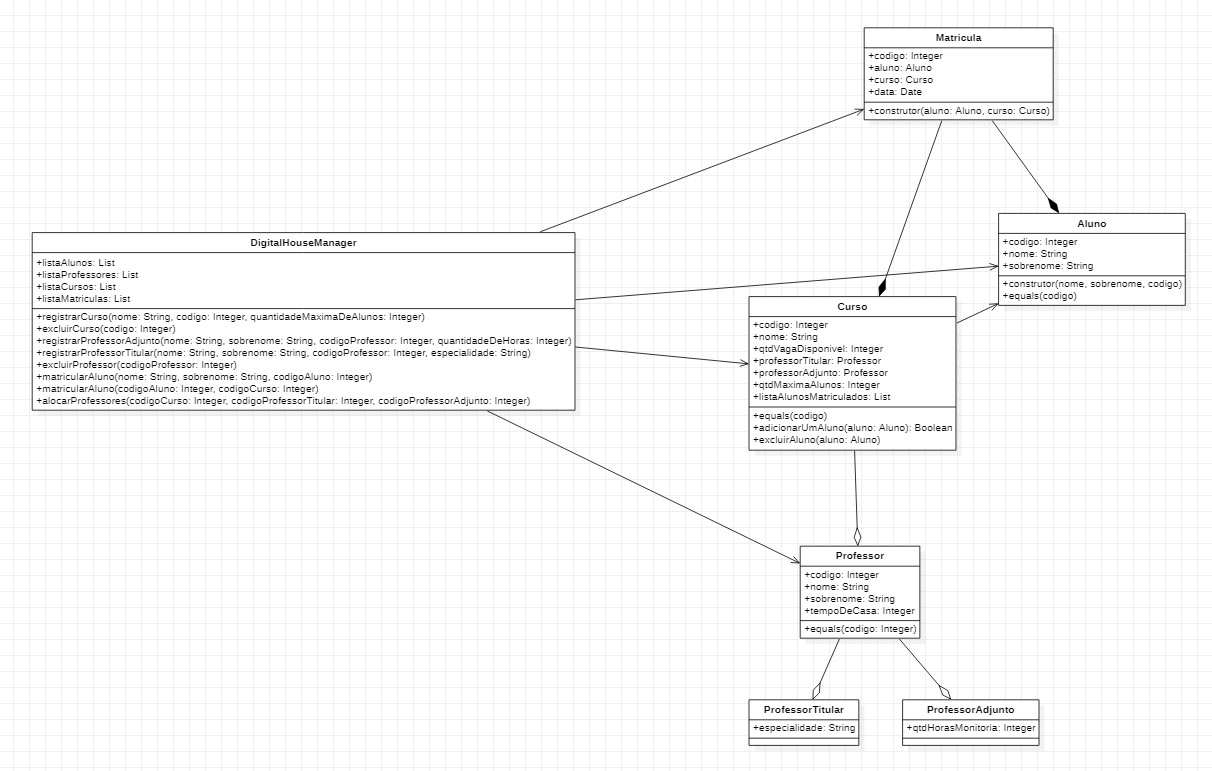 Matricula
+codigo: Integer
+aluno: Aluno
+curso: Curso
+data: Date
+construtor(aluno: Aluno, curso: Curso)
DigitalHouseManager
+listaAlunos: List
+listaProfessores: List
+listaCursos: List
+listaMatriculas: List
+registrarCurso(nome: String, codigo: Integer, quantidadeMaximaDeAlunos: Integer)
+excluirCurso(codigo: Integer)
+registrarProfessorAdjunto(nome: String, sobrenome: String, codigoProfessor: Integer, quantidadeDeHoras: Integer)
+registrarProfessorTitular(nome: String, sobrenome: String, codigoProfessor: Integer, especialidade: String)
+excluirProfessor(codigoProfessor: Integer)
+matricularAluno(nome: String, sobrenome: String, codigoAluno: Integer)
+matricularAluno(codigoAluno: Integer, codigoCurso: Integer)
+alocarProfessores(codigoCurso: Integer, codigoProfessorTitular: Integer, codigoProfessorAdjunto: Integer)
Aluno
+codigo: Integer
+nome: String
+sobrenome: String
+construtor(nome, sobrenome, codigo)
+equals(codigo)
Curso
+codigo: Integer
+nome: String
+qtdVagaDisponivel: Integer
+professorTitular: Professor
+professorAdjunto: Professor
+qtdMaximaAlunos: Integer
+listaAlunosMatriculados: List
+equals(codigo)
+adicionarUmAluno(aluno: Aluno): Boolean
+excluirAluno(aluno: Aluno)
Professor
+codigo: Integer
+nome: String
+sobrenome: String
+tempoDeCasa: Integer
+equals(codigo: Integer)
ProfessorTitular
+especialidade: String
ProfessorAdjunto
+qtdHorasMonitoria: Integer